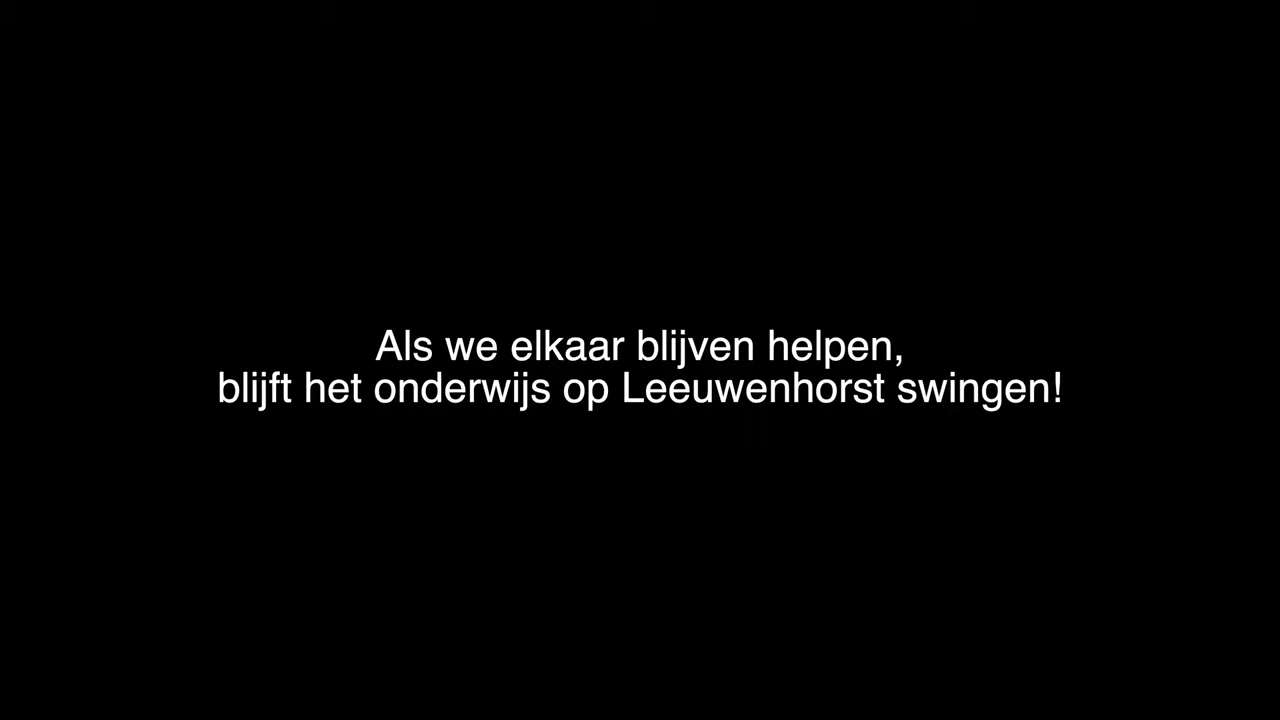 Als we elkaar blijven helpen,
blijft het onderwijs op Leeuwenhorst swingen!